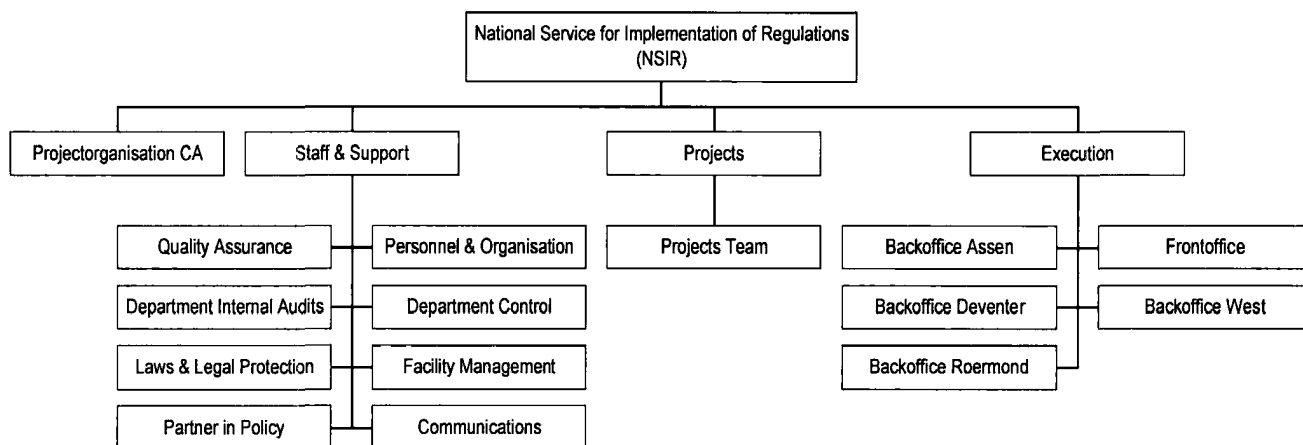 National Service for Implementation of Regulations
(NSIR)
Projectorganisation CA
Staff & Support
Projects
Execution
Quality Assurance
Personnel & Organisation
Projects Team
Backoffice Assen
Frontoffice
Department Internal Audits
Department Control
Backoffice Deventer
Backoffice West
Laws & Legal Protection
Facility Management
Backoffice Roermond
Partner in Policy
Communications